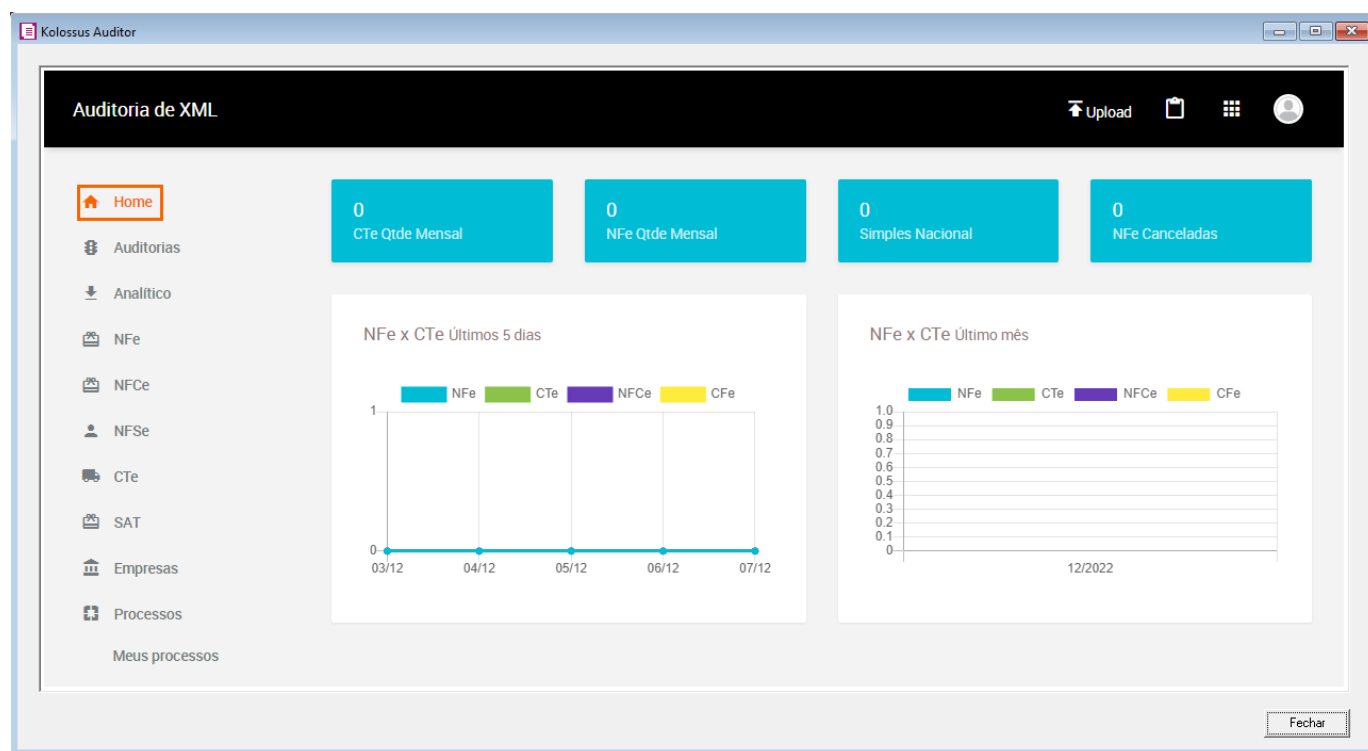 Kolossus Auditor
Auditoria de XML
Upload
Home
Auditorias
Analítico
NFe
NFCe
NFSe
CTe
SAT
Empresas
Processos
Meus processos
0
CTe Qtde Mensal
0
NFe Qtde Mensal
0
Simples Nacional
0
NFe Canceladas
NFe x CTe Últimos 5 dias
NFe CTe NFCe CFe
1
0
03/12 04/12 05/12 06/12 07/12
NFe x CTe Último mês
NFe CTe NFCe CFe
1.0
0.9
0.8
0.7
0.6
0.5
0.4
0.3
0.2
0.1
0
12/2022
Fechar